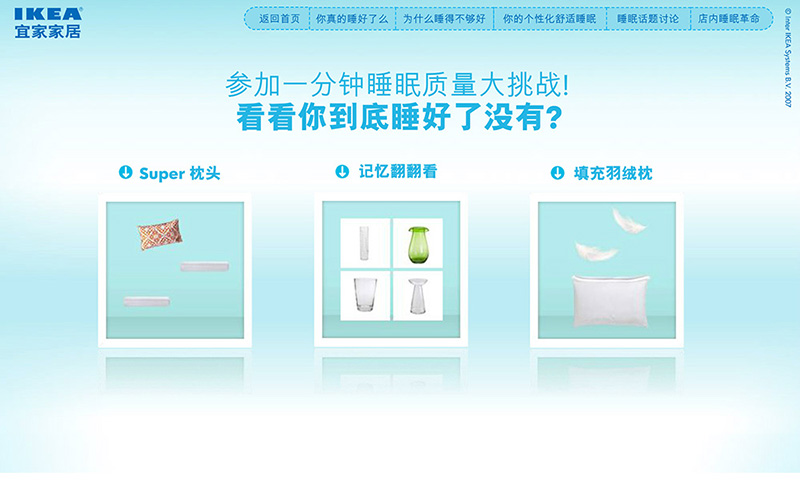 IKEA®
宜家家居
返回首页
你真的睡好了么
为什么睡得不够好
你的个性化舒适睡眠
睡眠话题讨论
店内睡眠革命
© Inter IKEA Systems B.V. 2007
参加一分钟睡眠质量大挑战!
看看你到底睡好了没有?
Super 枕头
记忆翻翻看
填充羽绒枕